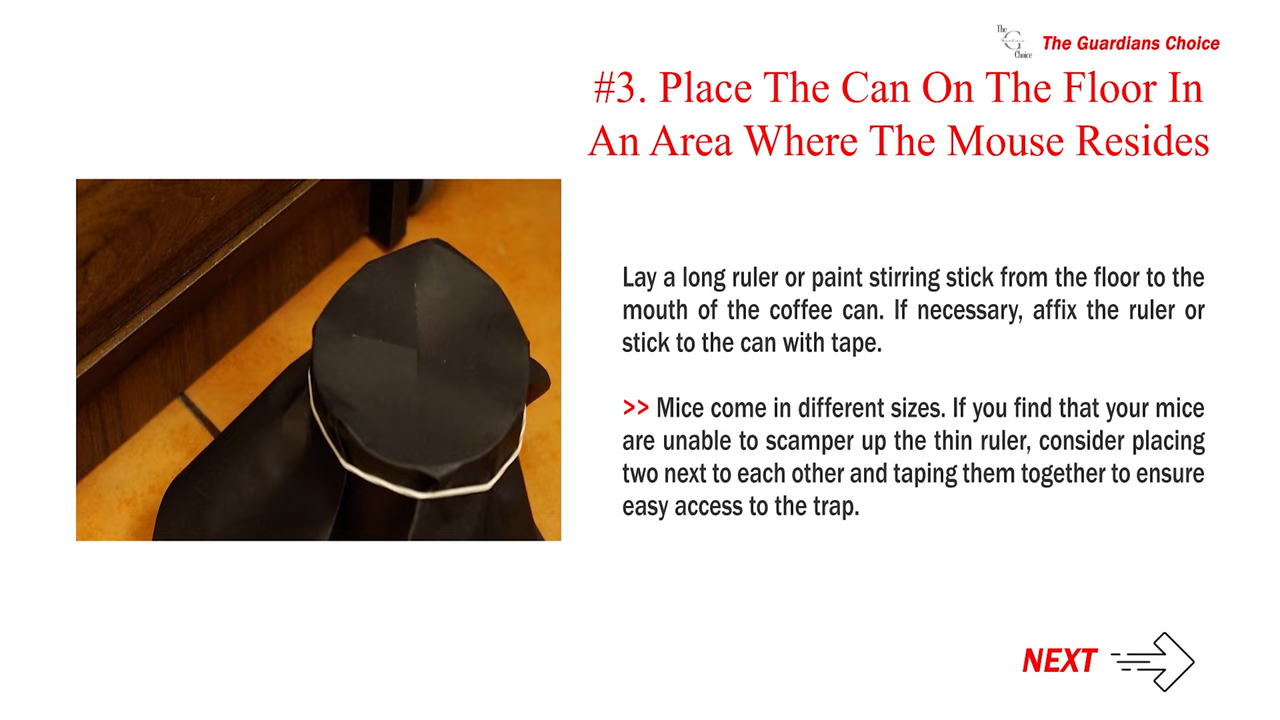 The
G
Choice
The Guardians Choice
#3. Place The Can On The Floor In
An Area Where The Mouse Resides
Lay a long ruler or paint stirring stick from the floor to the
mouth of the coffee can. If necessary, affix the ruler or
stick to the can with tape.
>> Mice come in different sizes. If you find that your mice
are unable to scamper up the thin ruler, consider placing
two next to each other and taping them together to ensure
easy access to the trap.
NEXT